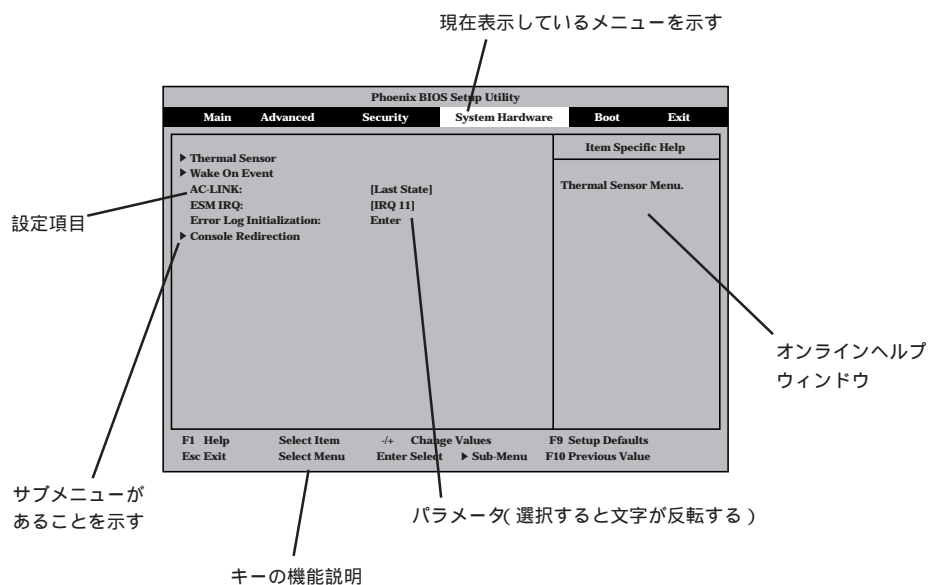 現在表示しているメニューを示す
Phoenix BIOS Setup Utility
Main Advanced Security System Hardware Boot Exit
Item Specific Help
▶ Thermal Sensor
▶ Wake On Event
Thermal Sensor Menu.
AC-LINK: [Last State]
ESM IRQ: [IRQ 11]
Error Log Initialization: Enter
▶ Console Redirection
設定項目
オンラインヘルプ
ウィンドウ
F1 Help Select Item -/+ Change Values F9 Setup Defaults
Esc Exit Select Menu Enter Select ▶ Sub-Menu F10 Previous Value
サブメニューが
あることを示す
パラメータ(選択すると文字が反転する)
キーの機能説明